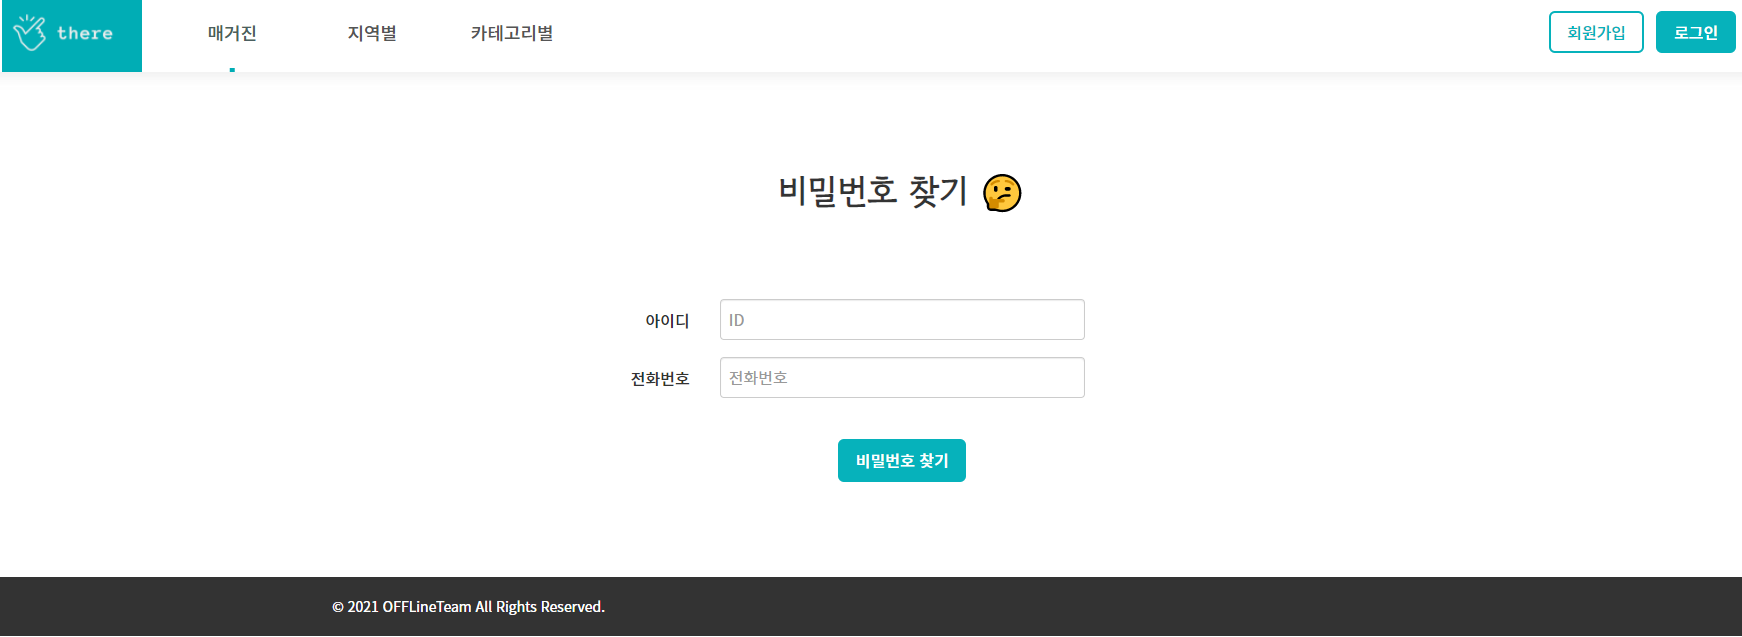 there
매거진
지역별
카테고리별
회원가입
로그인
비밀번호 찾기 🤔
아이디
ID
전화번호
전화번호
비밀번호 찾기
© 2021 OFFLineTeam All Rights Reserved.